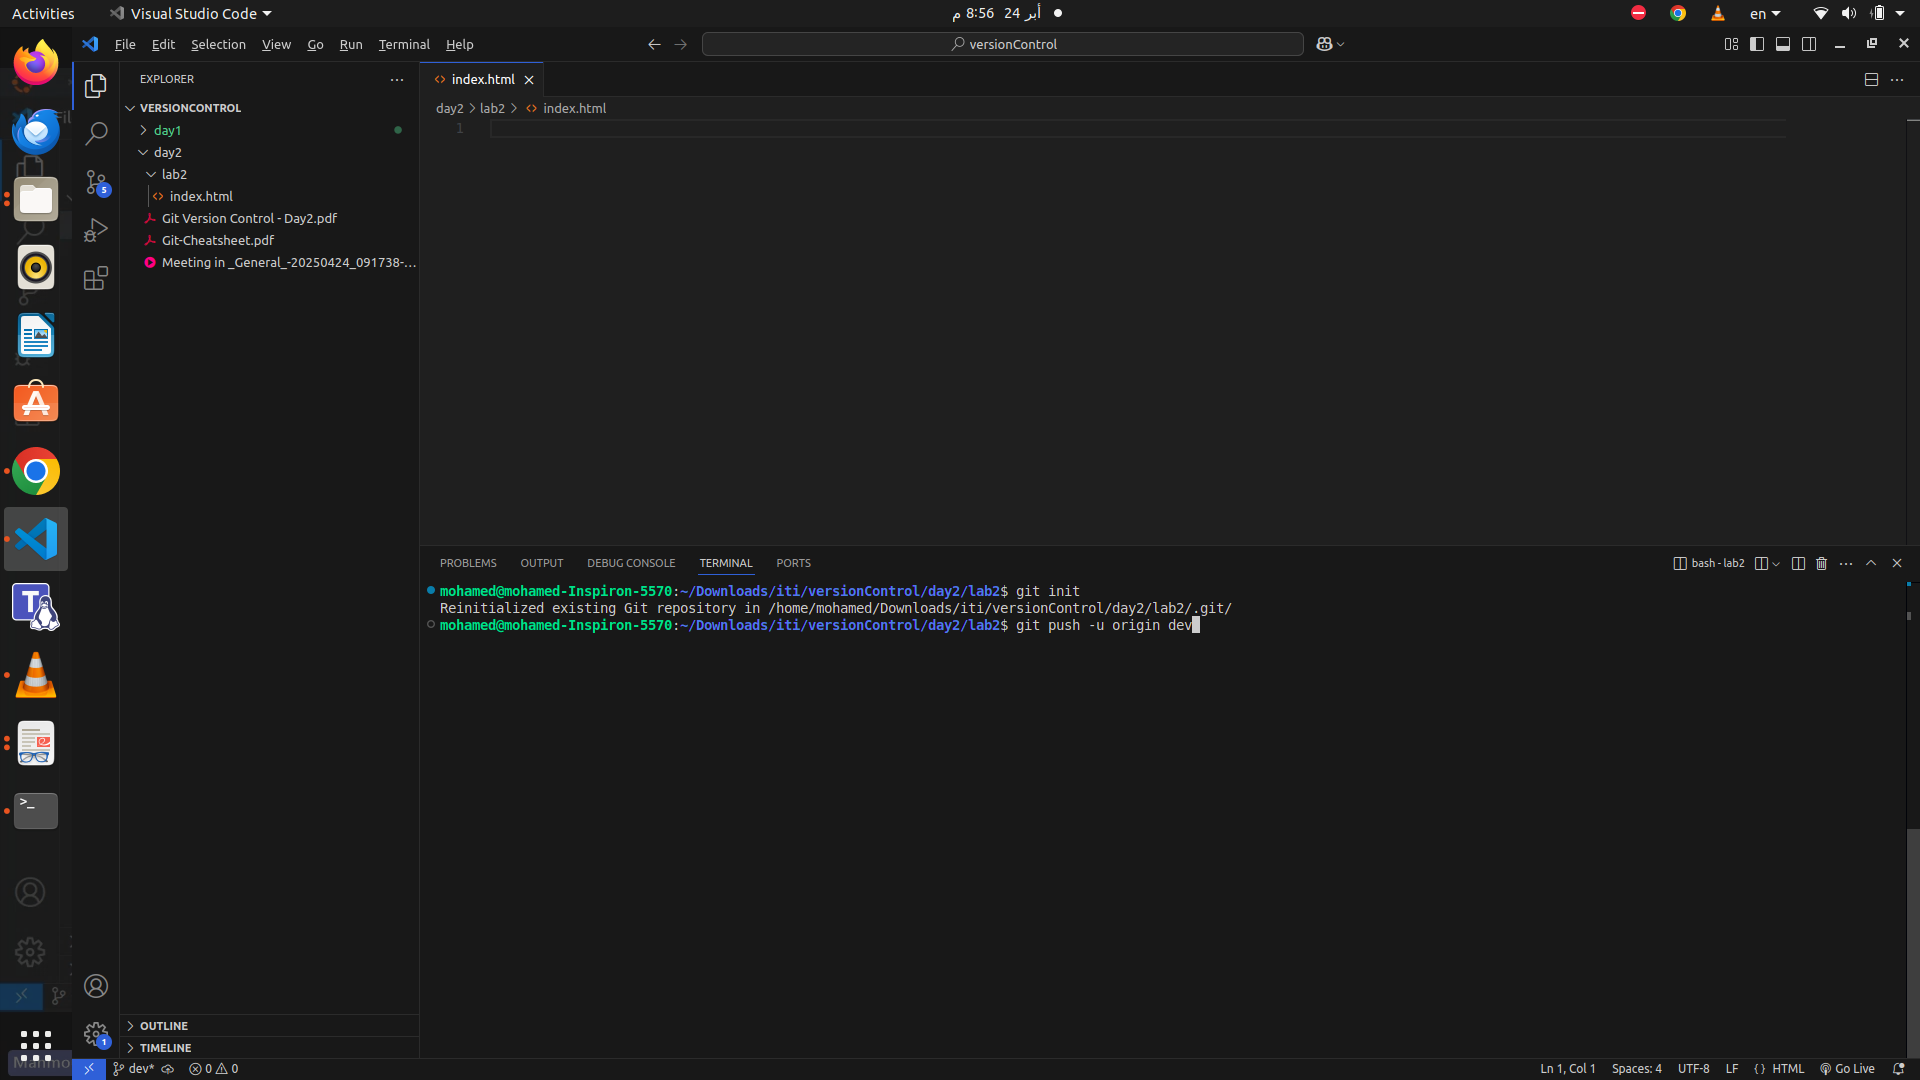 Activities
Visual Studio Code
8:56 م
أبر 24
en
File Edit Selection View Go Run Terminal Help
versionControl
EXPLORER
VERSIONCONTROL
day1
day2
lab2
index.html
Git Version Control - Day2.pdf
Git-Cheatsheet.pdf
Meeting in _General_-20250424_091738-...
OUTLINE
TIMELINE
5
1
index.html
day2 > lab2 > index.html
1
PROBLEMS OUTPUT DEBUG CONSOLE TERMINAL PORTS
bash - lab2
mohamed@mohamed-Inspiron-5570:~/Downloads/iti/versionControl/day2/lab2$ git init
Reinitialized existing Git repository in /home/mohamed/Downloads/iti/versionControl/day2/lab2/.git/
mohamed@mohamed-Inspiron-5570:~/Downloads/iti/versionControl/day2/lab2$ git push -u origin dev
dev* 0 0
Ln 1, Col 1 Spaces: 4 UTF-8 LF {} HTML Go Live